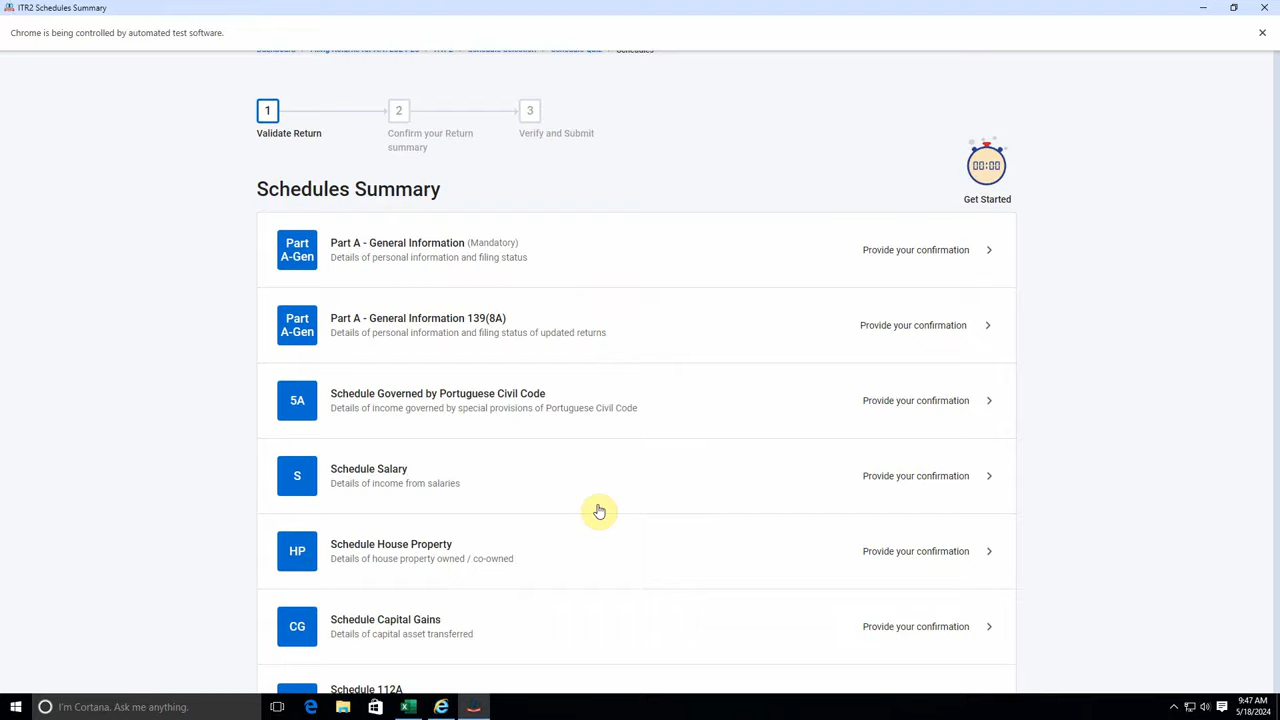 ITR2 Schedules Summary
Chrome is being controlled by automated test software.
Schedules
1
2
3
Validate Return
Confirm your Return
summary
Verify and Submit
00:00
Get Started
Schedules Summary
Part
A-Gen
Part A - General Information (Mandatory)
Details of personal information and filing status
Provide your confirmation
Part
A-Gen
Part A - General Information 139(8A)
Details of personal information and filing status of updated returns
Provide your confirmation
5A
Schedule Governed by Portuguese Civil Code
Details of income governed by special provisions of Portuguese Civil Code
Provide your confirmation
S
Schedule Salary
Details of income from salaries
Provide your confirmation
HP
Schedule House Property
Details of house property owned / co-owned
Provide your confirmation
CG
Schedule Capital Gains
Details of capital asset transferred
Provide your confirmation
Schedule 112A
I'm Cortana. Ask me anything.
9:47 AM
5/18/2024